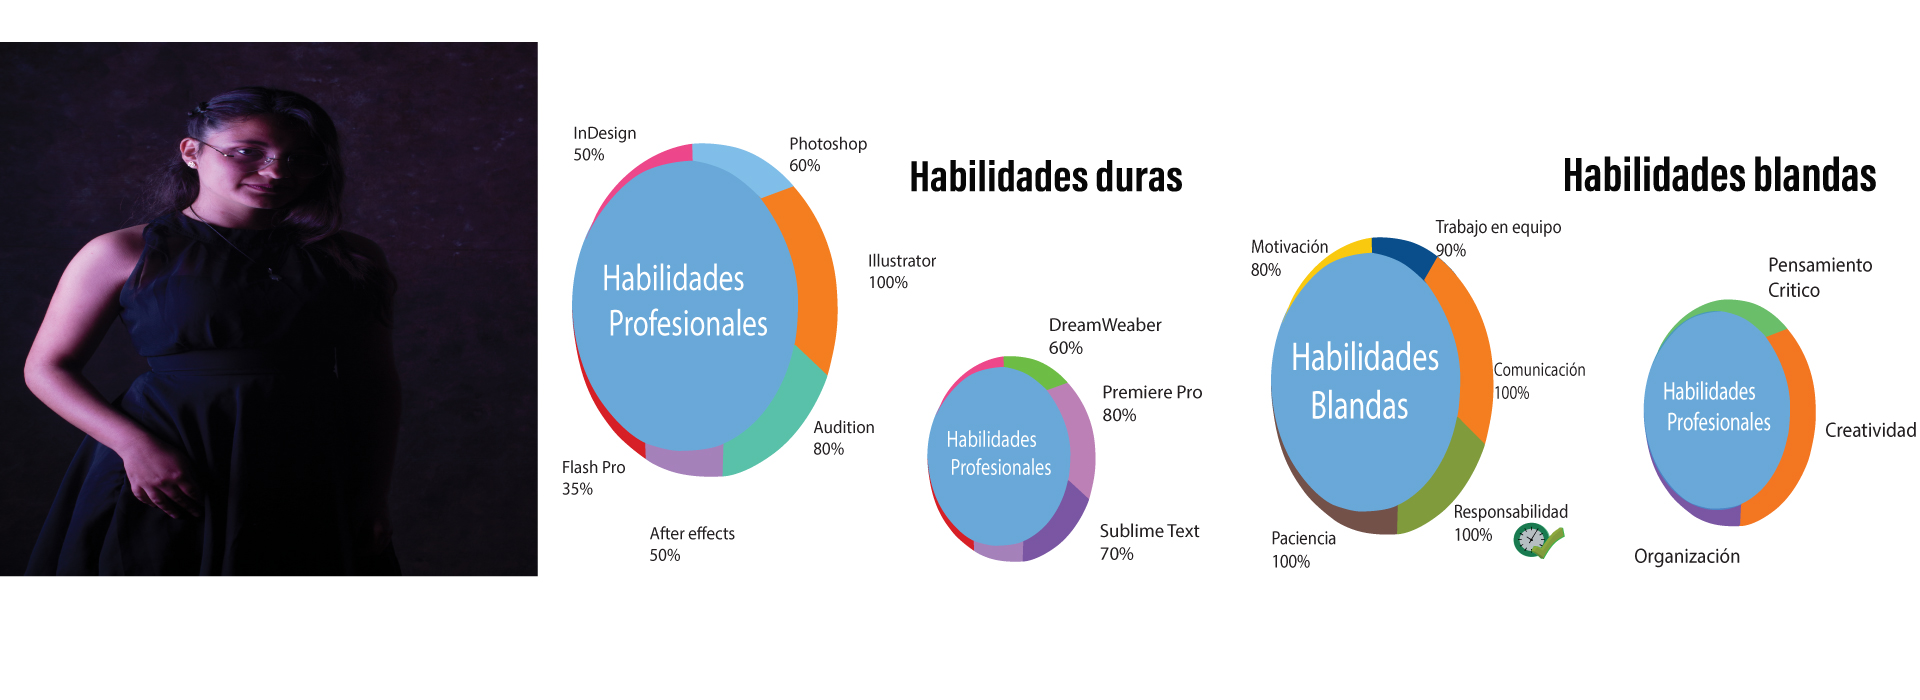 InDesign
50%
Photoshop
60%
Habilidades duras
Illustrator
100%
Habilidades
Profesionales
Audition
80%
Flash Pro
35%
After effects
50%
DreamWeaber
60%
Premiere Pro
80%
Habilidades
Profesionales
Sublime Text
70%
Habilidades blandas
Motivación
80%
Trabajo en equipo
90%
Habilidades
Blandas
Comunicación
100%
Responsabilidad
100%
Paciencia
100%
Pensamiento
Critico
Habilidades
Profesionales
Creatividad
Organización